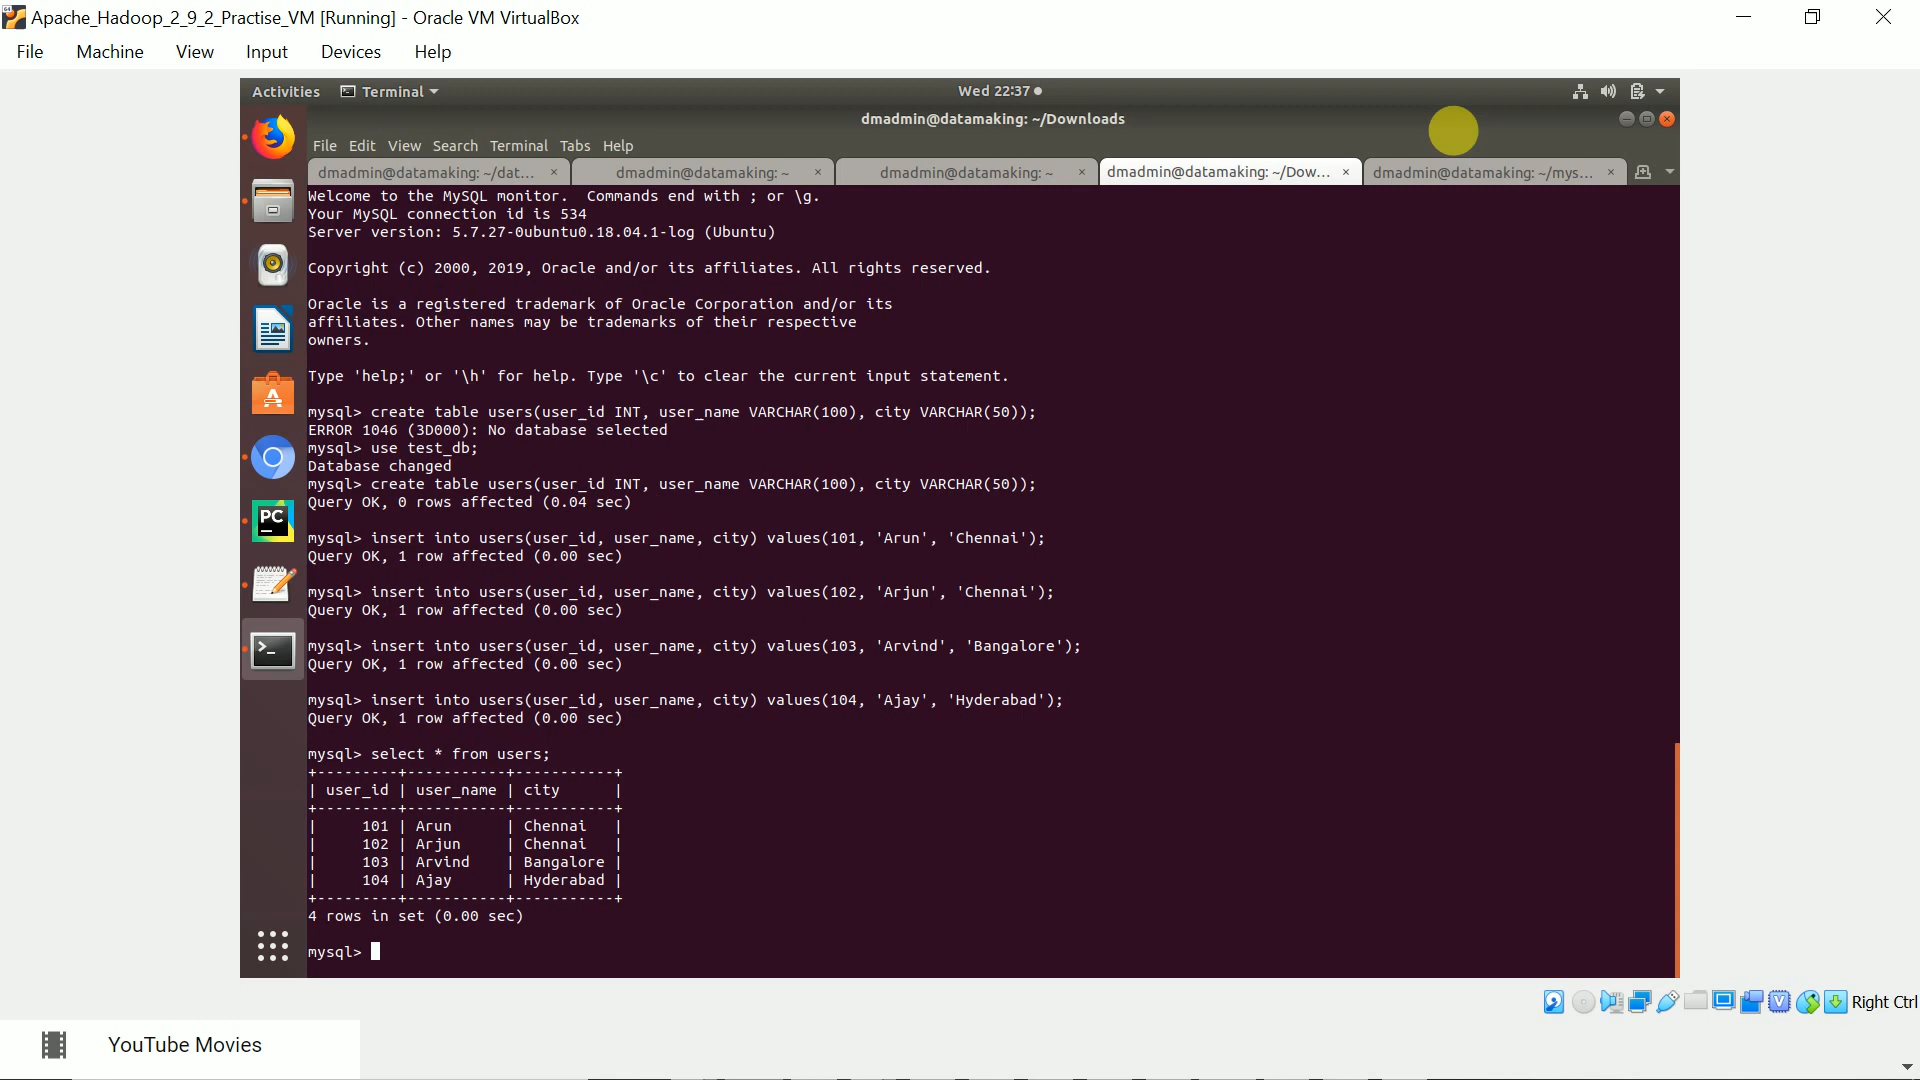 Apache_Hadoop_2_9_2_Practise_VM [Running] - Oracle VM VirtualBox
File Machine View Input Devices Help
Activities Terminal Wed 22:37
dmadmin@datamaking: ~/Downloads
File Edit View Search Terminal Tabs Help
dmadmin@datamaking: ~/dat... × dmadmin@datamaking: ~ × dmadmin@datamaking: ~ × dmadmin@datamaking: ~/Dow... × dmadmin@datamaking: ~/mys... ×
Welcome to the MySQL monitor.  Commands end with ; or \g.
Your MySQL connection id is 534
Server version: 5.7.27-0ubuntu0.18.04.1-log (Ubuntu)
Copyright (c) 2000, 2019, Oracle and/or its affiliates. All rights reserved.
Oracle is a registered trademark of Oracle Corporation and/or its
affiliates. Other names may be trademarks of their respective
owners.
Type 'help;' or '\h' for help. Type '\c' to clear the current input statement.
mysql> create table users(user_id INT, user_name VARCHAR(100), city VARCHAR(50));
ERROR 1046 (3D000): No database selected
mysql> use test_db;
Database changed
mysql> create table users(user_id INT, user_name VARCHAR(100), city VARCHAR(50));
Query OK, 0 rows affected (0.04 sec)
mysql> insert into users(user_id, user_name, city) values(101, 'Arun', 'Chennai');
Query OK, 1 row affected (0.00 sec)
mysql> insert into users(user_id, user_name, city) values(102, 'Arjun', 'Chennai');
Query OK, 1 row affected (0.00 sec)
mysql> insert into users(user_id, user_name, city) values(103, 'Arvind', 'Bangalore');
Query OK, 1 row affected (0.00 sec)
mysql> insert into users(user_id, user_name, city) values(104, 'Ajay', 'Hyderabad');
Query OK, 1 row affected (0.00 sec)
mysql> select * from users;
+---------+-----------+-----------+
| user_id | user_name | city      |
+---------+-----------+-----------+
|     101 | Arun      | Chennai   |
|     102 | Arjun     | Chennai   |
|     103 | Arvind    | Bangalore |
|     104 | Ajay      | Hyderabad |
+---------+-----------+-----------+
4 rows in set (0.00 sec)
mysql>
PC
Right Ctrl
YouTube Movies